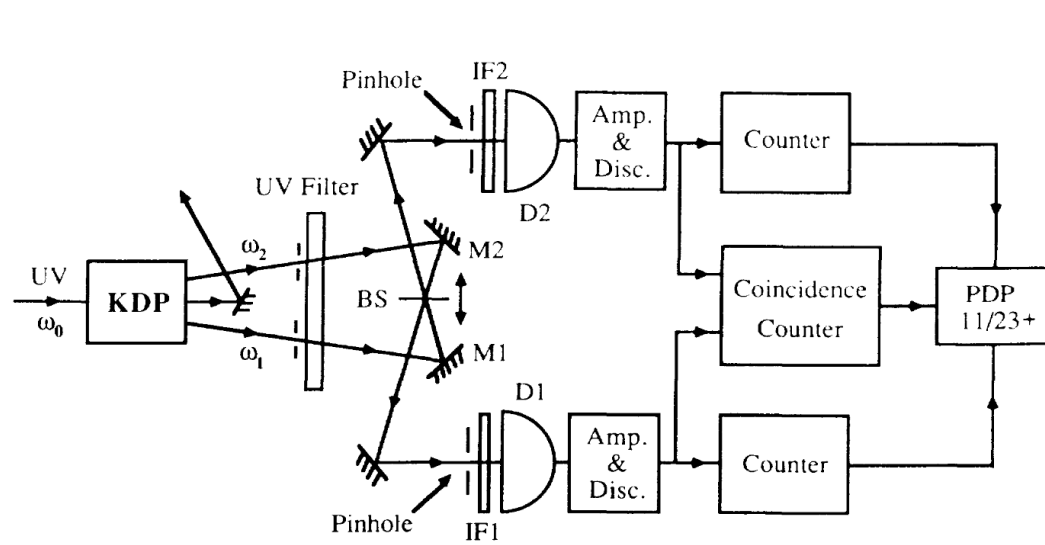 Pinhole
IF2
Amp.
&
Disc.
Counter
D2
UV Filter
ω₂
M2
UV
KDP
BS
Coincidence
Counter
PDP
11/23+
ω₀
ω₁
M1
D1
Amp.
&
Disc.
Counter
Pinhole
IF1